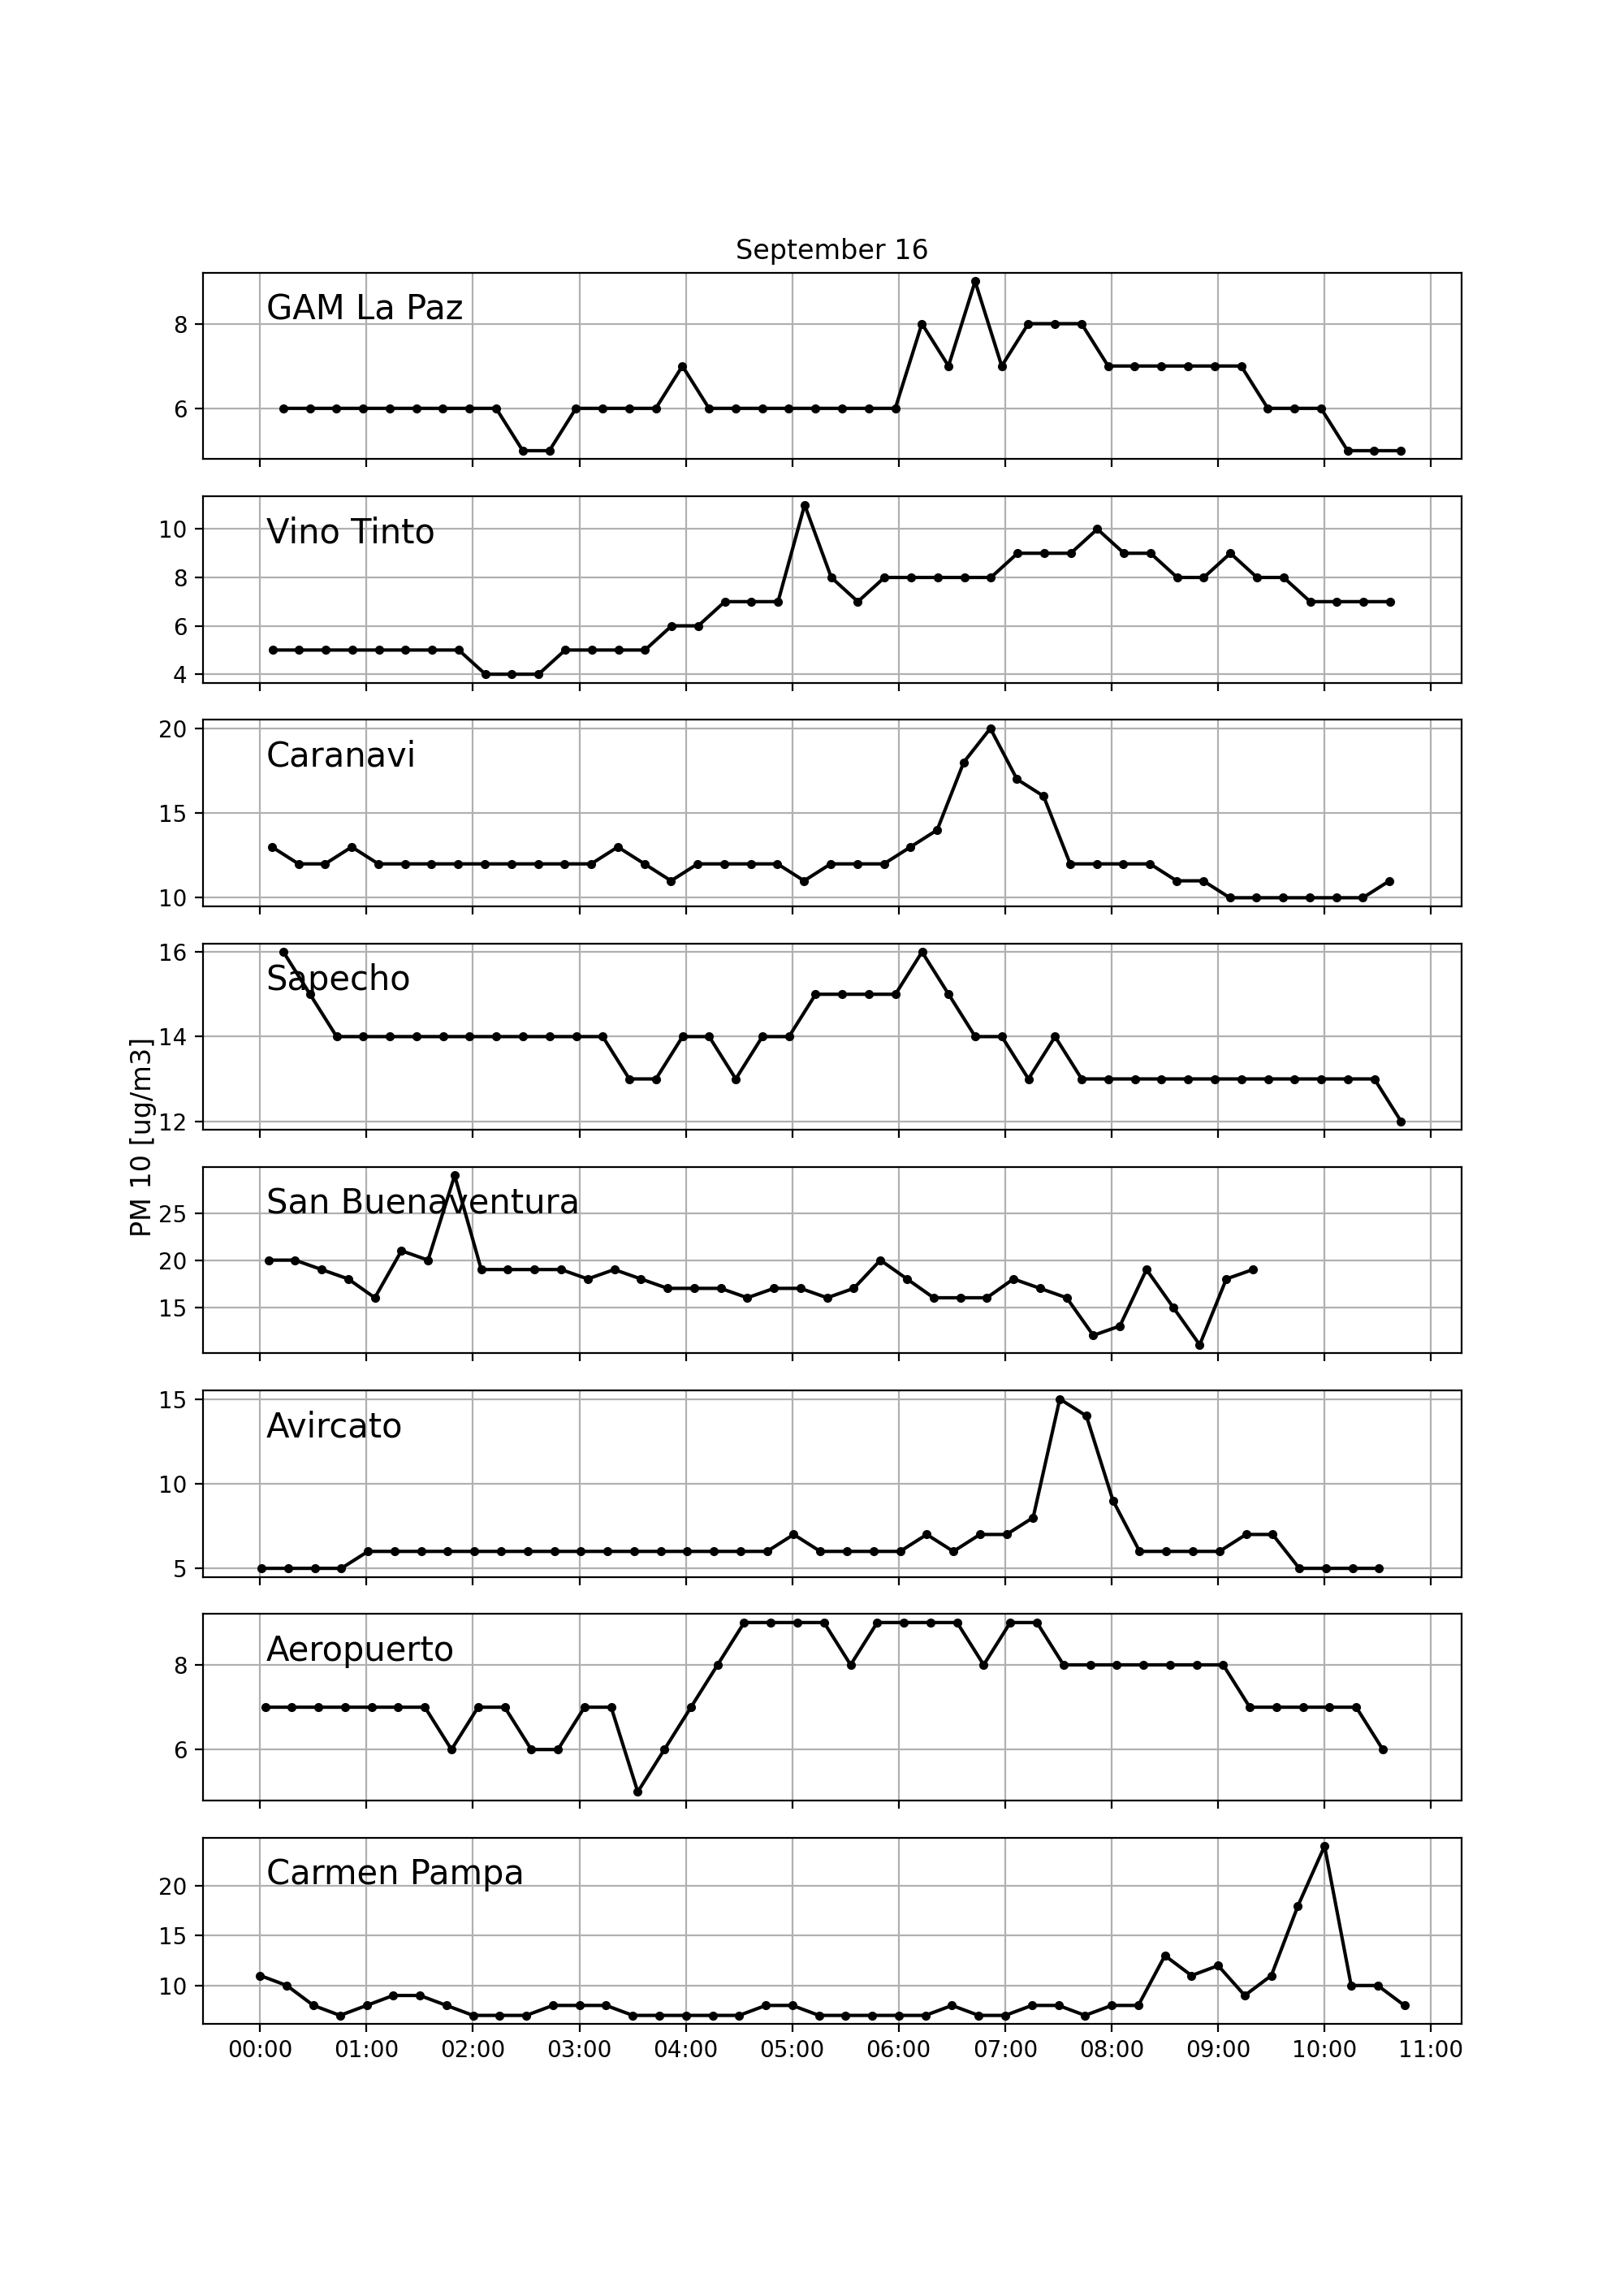 September 16
GAM La Paz
8
6
Vino Tinto
10
8
6
4
Caranavi
20
15
10
Sapecho
16
14
12
PM 10 [ug/m3]
San Buenaventura
25
20
15
Avircato
15
10
5
Aeropuerto
8
6
Carmen Pampa
20
15
10
00:00 01:00 02:00 03:00 04:00 05:00 06:00 07:00 08:00 09:00 10:00 11:00